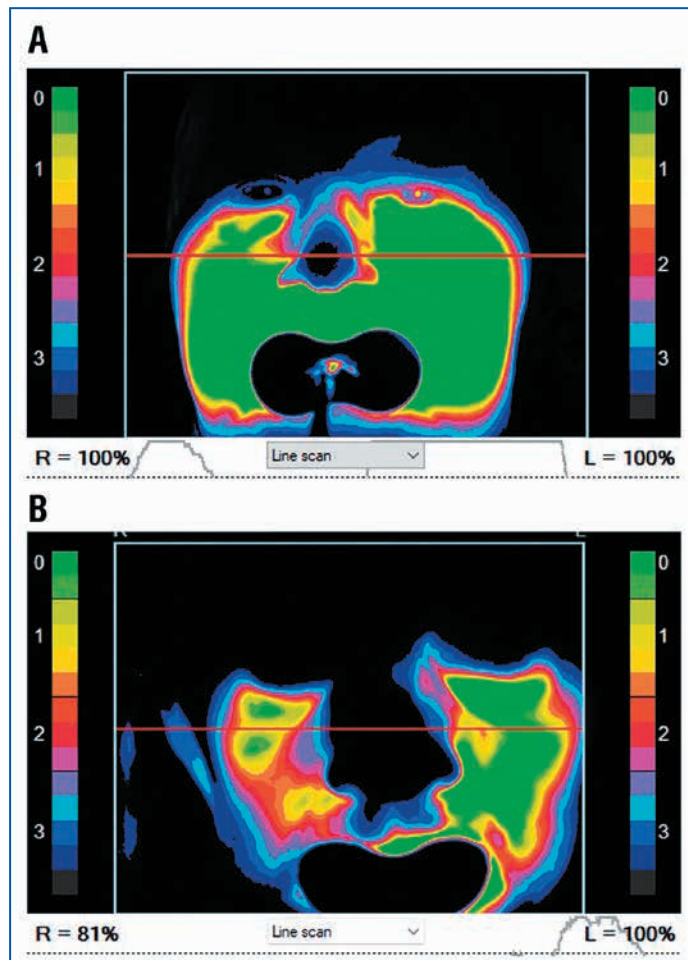 A
0 0
1 1
2 2
3 3
R = 100% Line scan L = 100%
B
0 0
1 1
2 2
3 3
R = 81% Line scan L = 100%